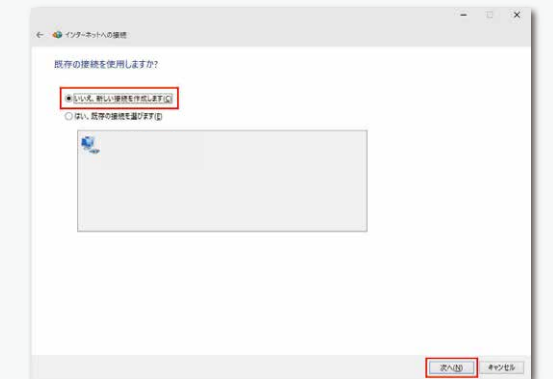 インターネットへの接続
既存の接続を使用しますか?
いいえ、新しい接続を作成します(C)
はい、既存の接続を選びます(E)
次へ(N)
キャンセル